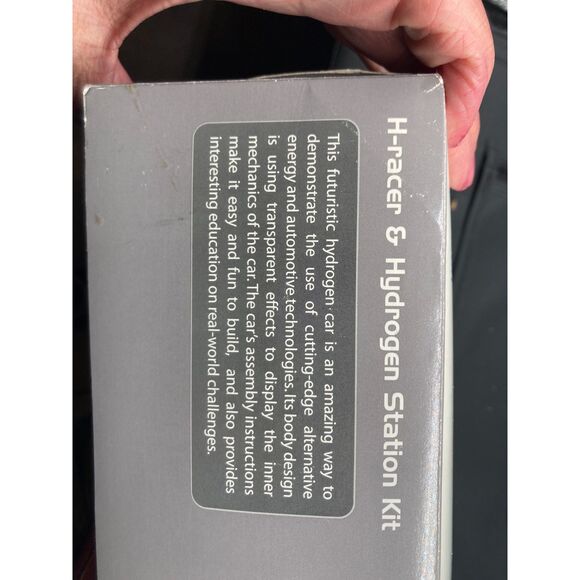 H-racer & Hydrogen Station Kit
This futuristic hydrogen car is an amazing way to
demonstrate the use of cutting-edge alternative
energy and automotive technologies. Its body design
is using transparent effects to display the inner
mechanics of the car. The car's assembly instructions
make it easy and fun to build, and also provides
interesting education on real-world challenges.